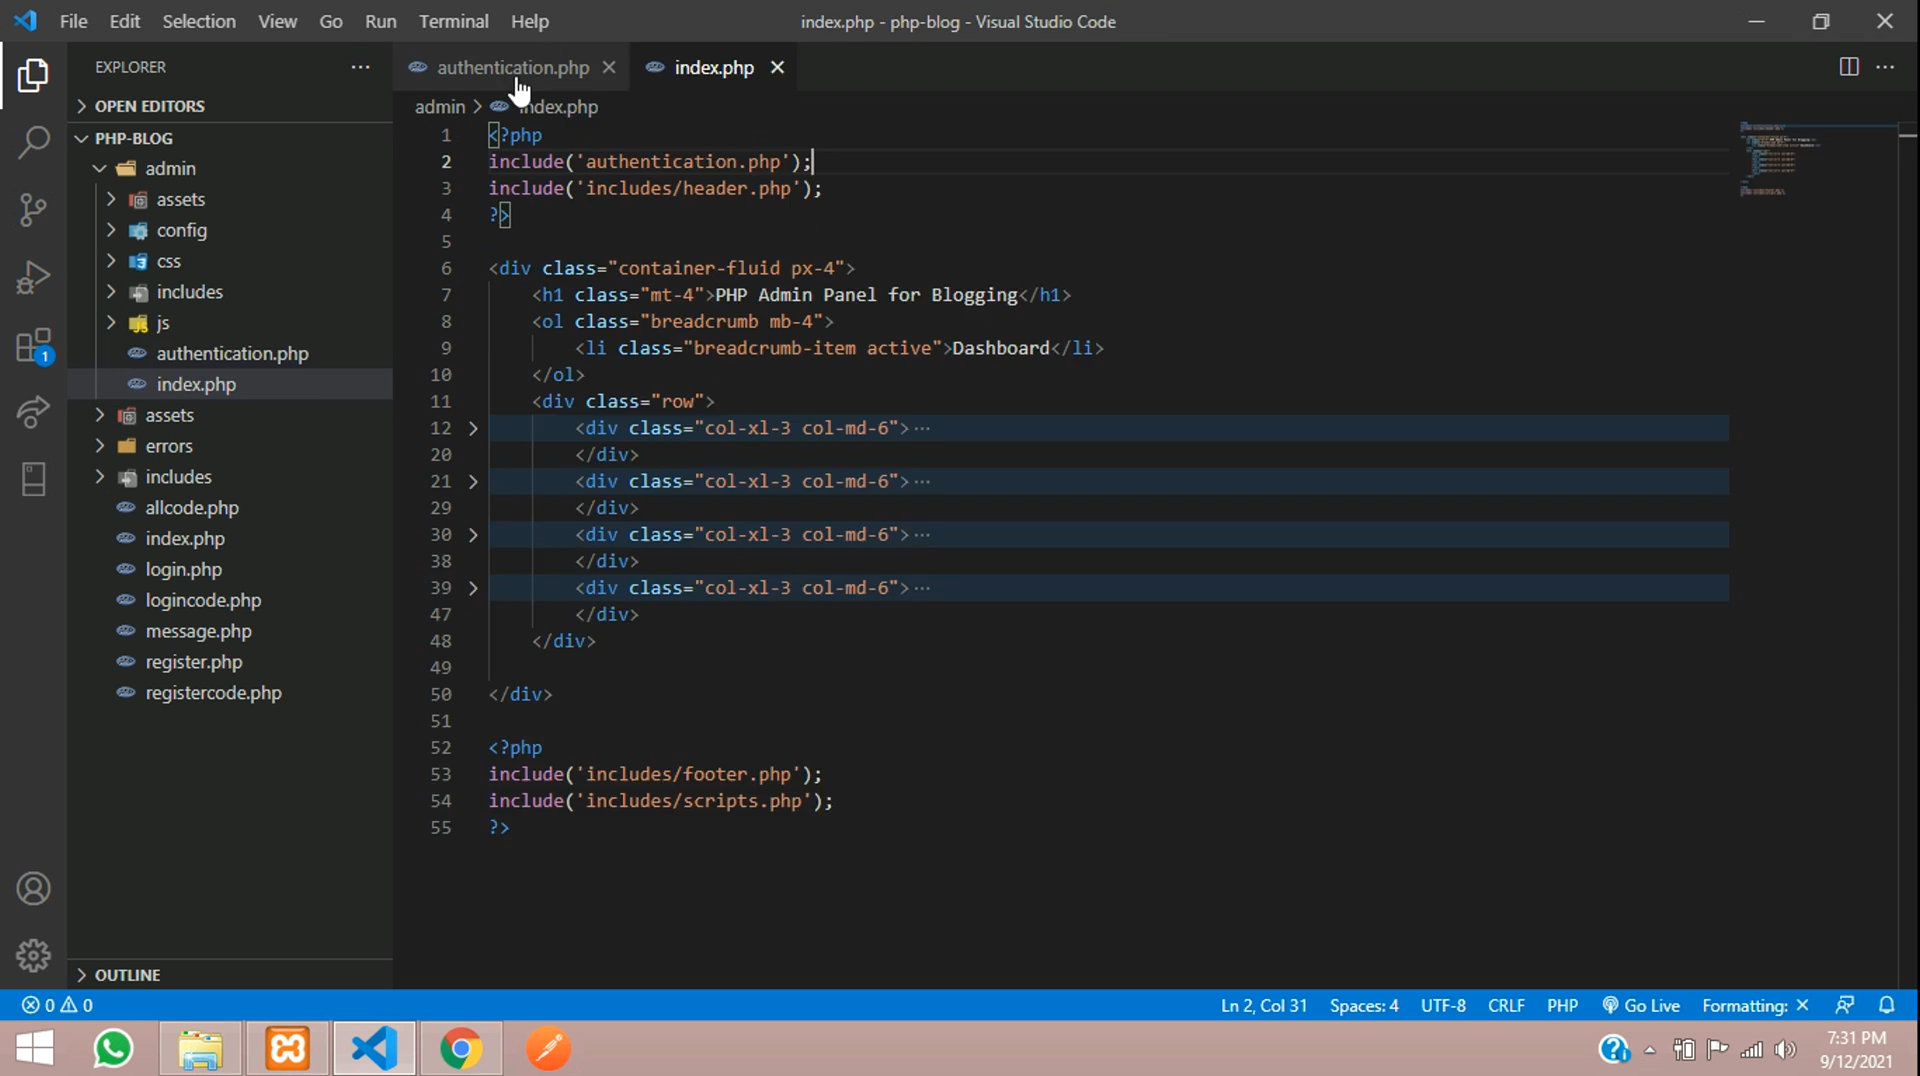 File Edit Selection View Go Run Terminal Help
index.php - php-blog - Visual Studio Code
EXPLORER
OPEN EDITORS
PHP-BLOG
admin
assets
config
css
includes
js
authentication.php
index.php
assets
errors
includes
allcode.php
index.php
login.php
logincode.php
message.php
register.php
registercode.php
OUTLINE
1
authentication.php
index.php
admin > index.php
1 <?php
2 include('authentication.php');
3 include('includes/header.php');
4 ?>
5
6 <div class="container-fluid px-4">
7 <h1 class="mt-4">PHP Admin Panel for Blogging</h1>
8 <ol class="breadcrumb mb-4">
9 <li class="breadcrumb-item active">Dashboard</li>
10 </ol>
11 <div class="row">
12 <div class="col-xl-3 col-md-6">···
20 </div>
21 <div class="col-xl-3 col-md-6">···
29 </div>
30 <div class="col-xl-3 col-md-6">···
38 </div>
39 <div class="col-xl-3 col-md-6">···
47 </div>
48 </div>
49
50 </div>
51
52 <?php
53 include('includes/footer.php');
54 include('includes/scripts.php');
55 ?>
0 0
Ln 2, Col 31 Spaces: 4 UTF-8 CRLF PHP Go Live Formatting: ×
7:31 PM
9/12/2021